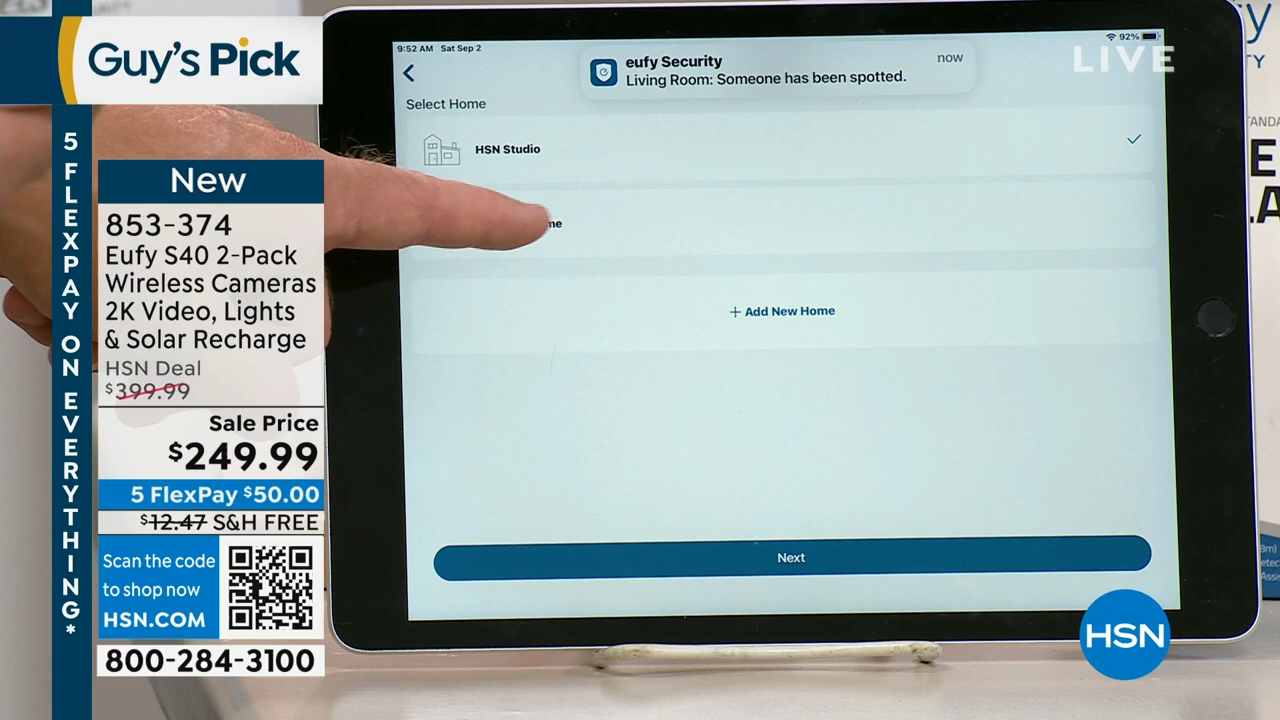 Guy's Pick
5 FLEXPAY ON EVERYTHING*
New
853-374
Eufy S40 2-Pack
Wireless Cameras
2K Video, Lights
& Solar Recharge
HSN Deal
$399.99
Sale Price
$249.99
5 FlexPay $50.00
$12.47 S&H FREE
Scan the code
to shop now
HSN.COM
800-284-3100
9:52 AM Sat Sep 2
92%
LIVE
eufy Security
now
Living Room: Someone has been spotted.
Select Home
HSN Studio
+ Add New Home
Next
HSN